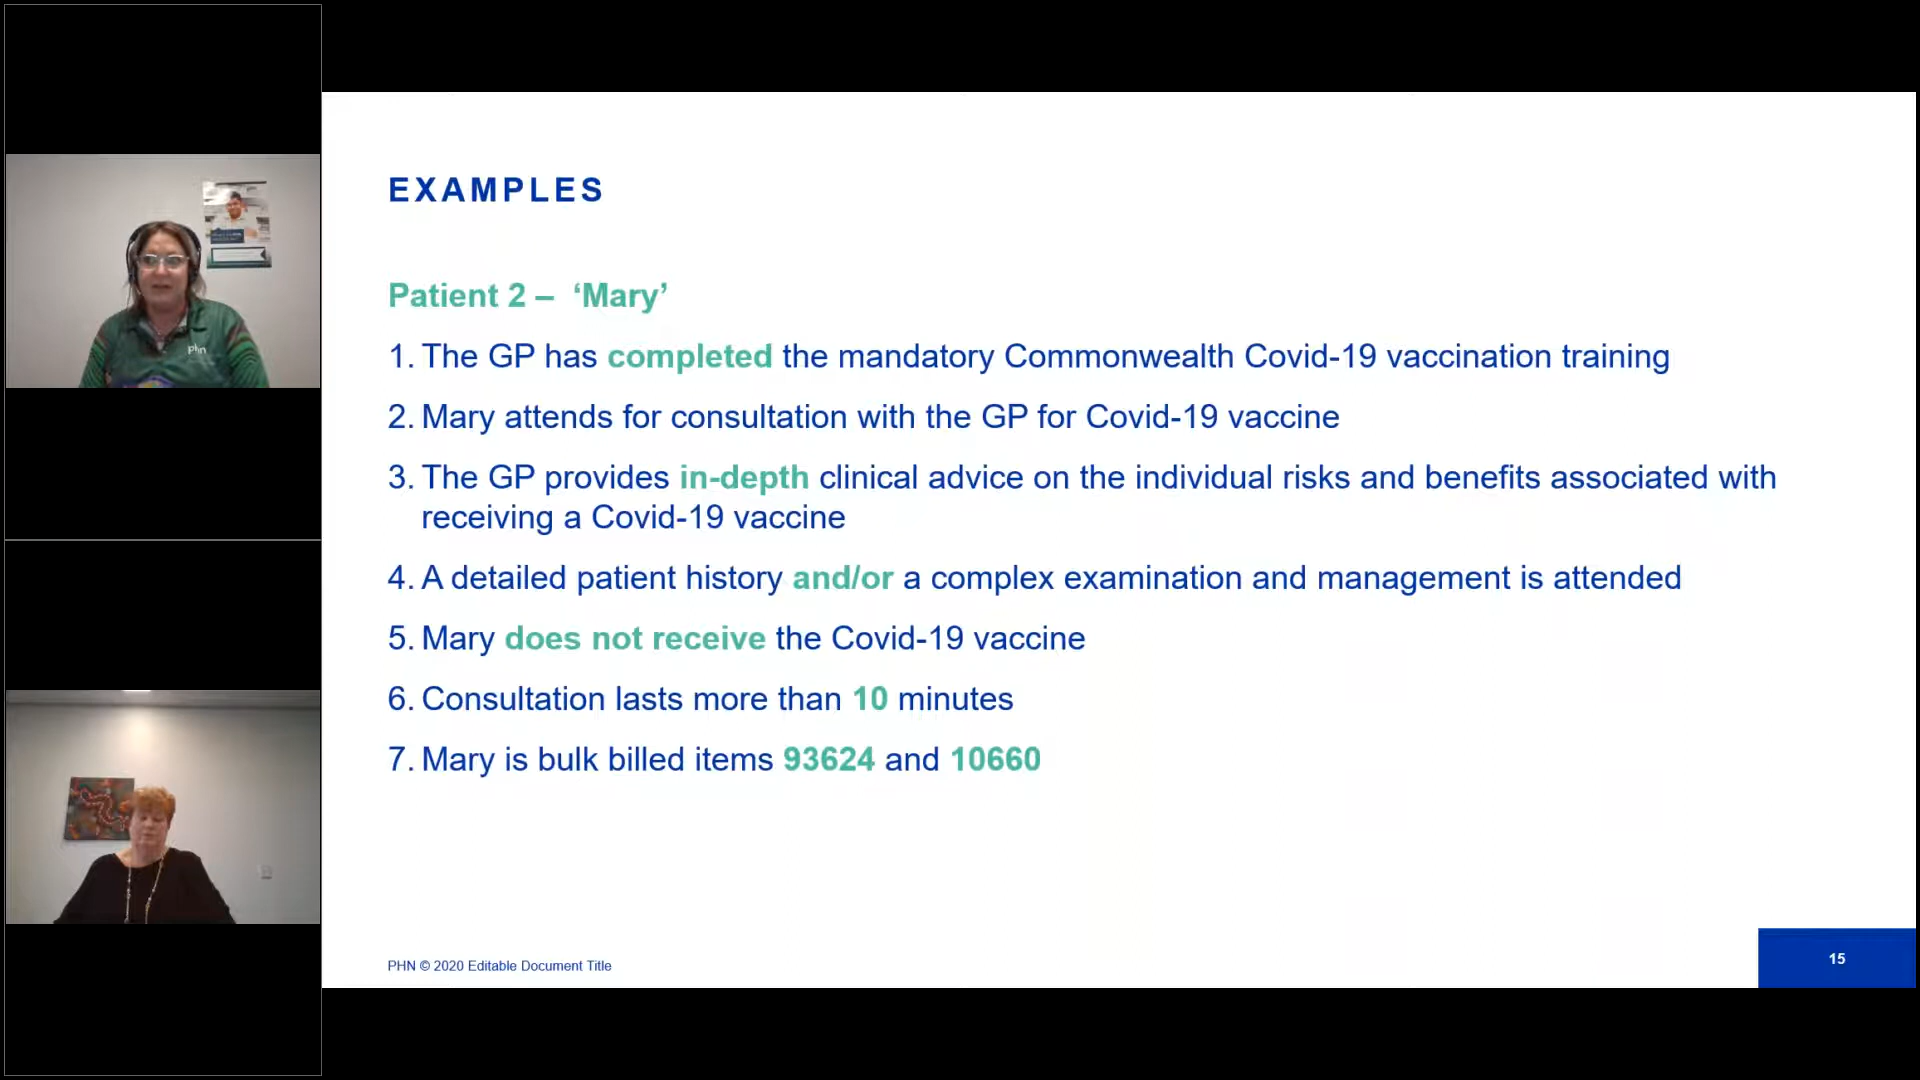 EXAMPLES
Patient 2 – ‘Mary’
1. The GP has completed the mandatory Commonwealth Covid-19 vaccination training
2. Mary attends for consultation with the GP for Covid-19 vaccine
3. The GP provides in-depth clinical advice on the individual risks and benefits associated with
receiving a Covid-19 vaccine
4. A detailed patient history and/or a complex examination and management is attended
5. Mary does not receive the Covid-19 vaccine
6. Consultation lasts more than 10 minutes
7. Mary is bulk billed items 93624 and 10660
PHN © 2020 Editable Document Title
15
phn